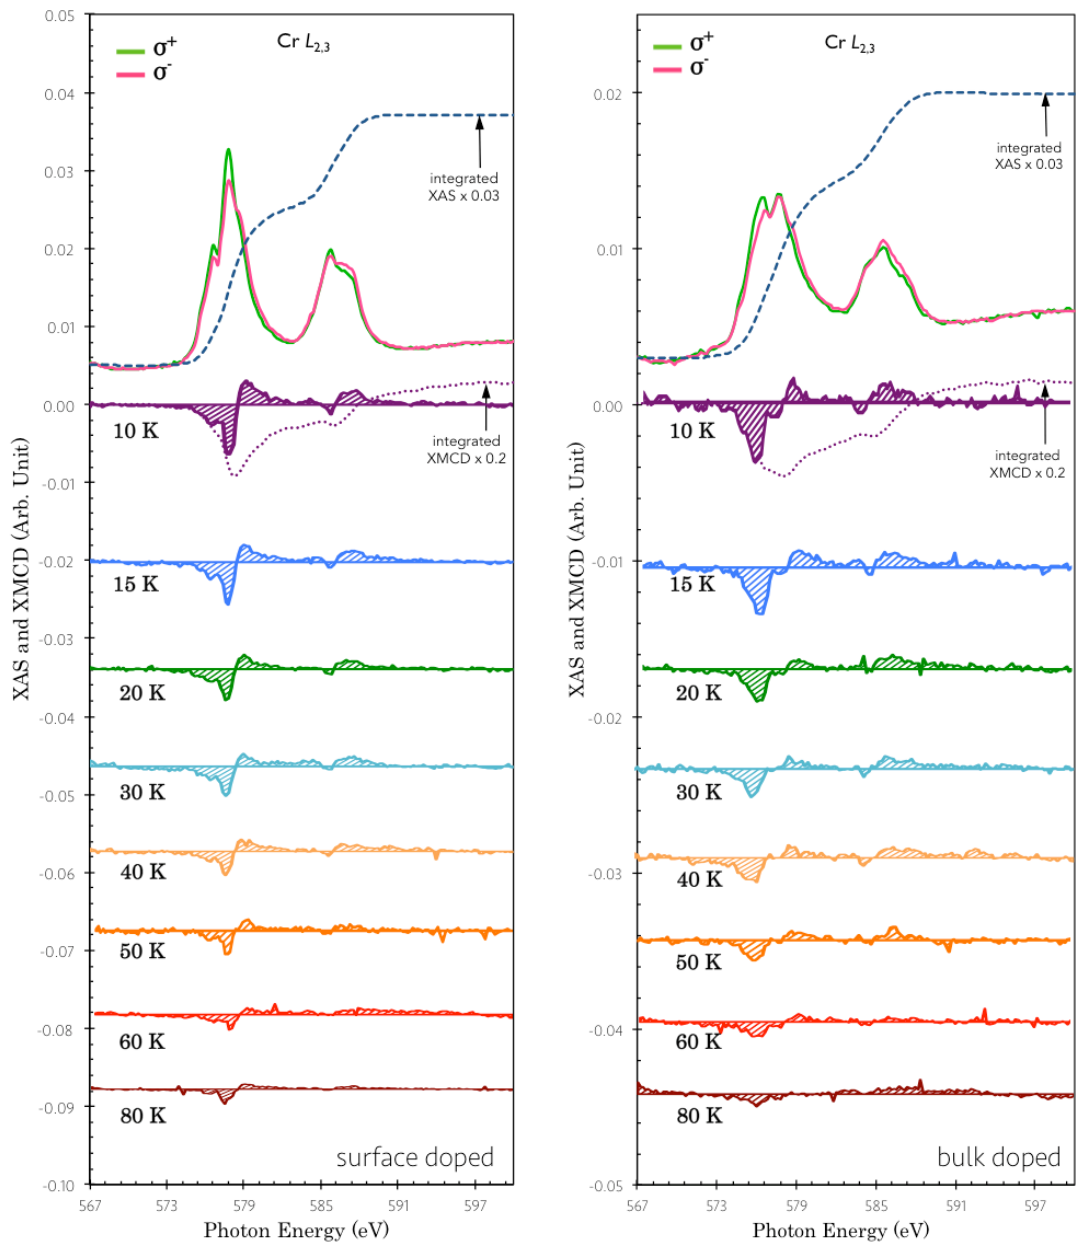 0.05
0.04
0.03
0.02
0.01
0.00
-0.01
-0.02
-0.03
-0.04
-0.05
-0.06
-0.07
-0.08
-0.09
-0.10
XAS and XMCD (Arb. Unit)
σ+
σ-
Cr L2,3
integrated
XAS x 0.03
10 K
integrated
XMCD x 0.2
15 K
20 K
30 K
40 K
50 K
60 K
80 K
surface doped
567 573 579 585 591 597
Photon Energy (eV)
0.02
0.01
0.00
-0.01
-0.02
-0.03
-0.04
-0.05
XAS and XMCD (Arb. Unit)
σ+
σ-
Cr L2,3
integrated
XAS x 0.03
10 K
integrated
XMCD x 0.2
15 K
20 K
30 K
40 K
50 K
60 K
80 K
bulk doped
567 573 579 585 591 597
Photon Energy (eV)